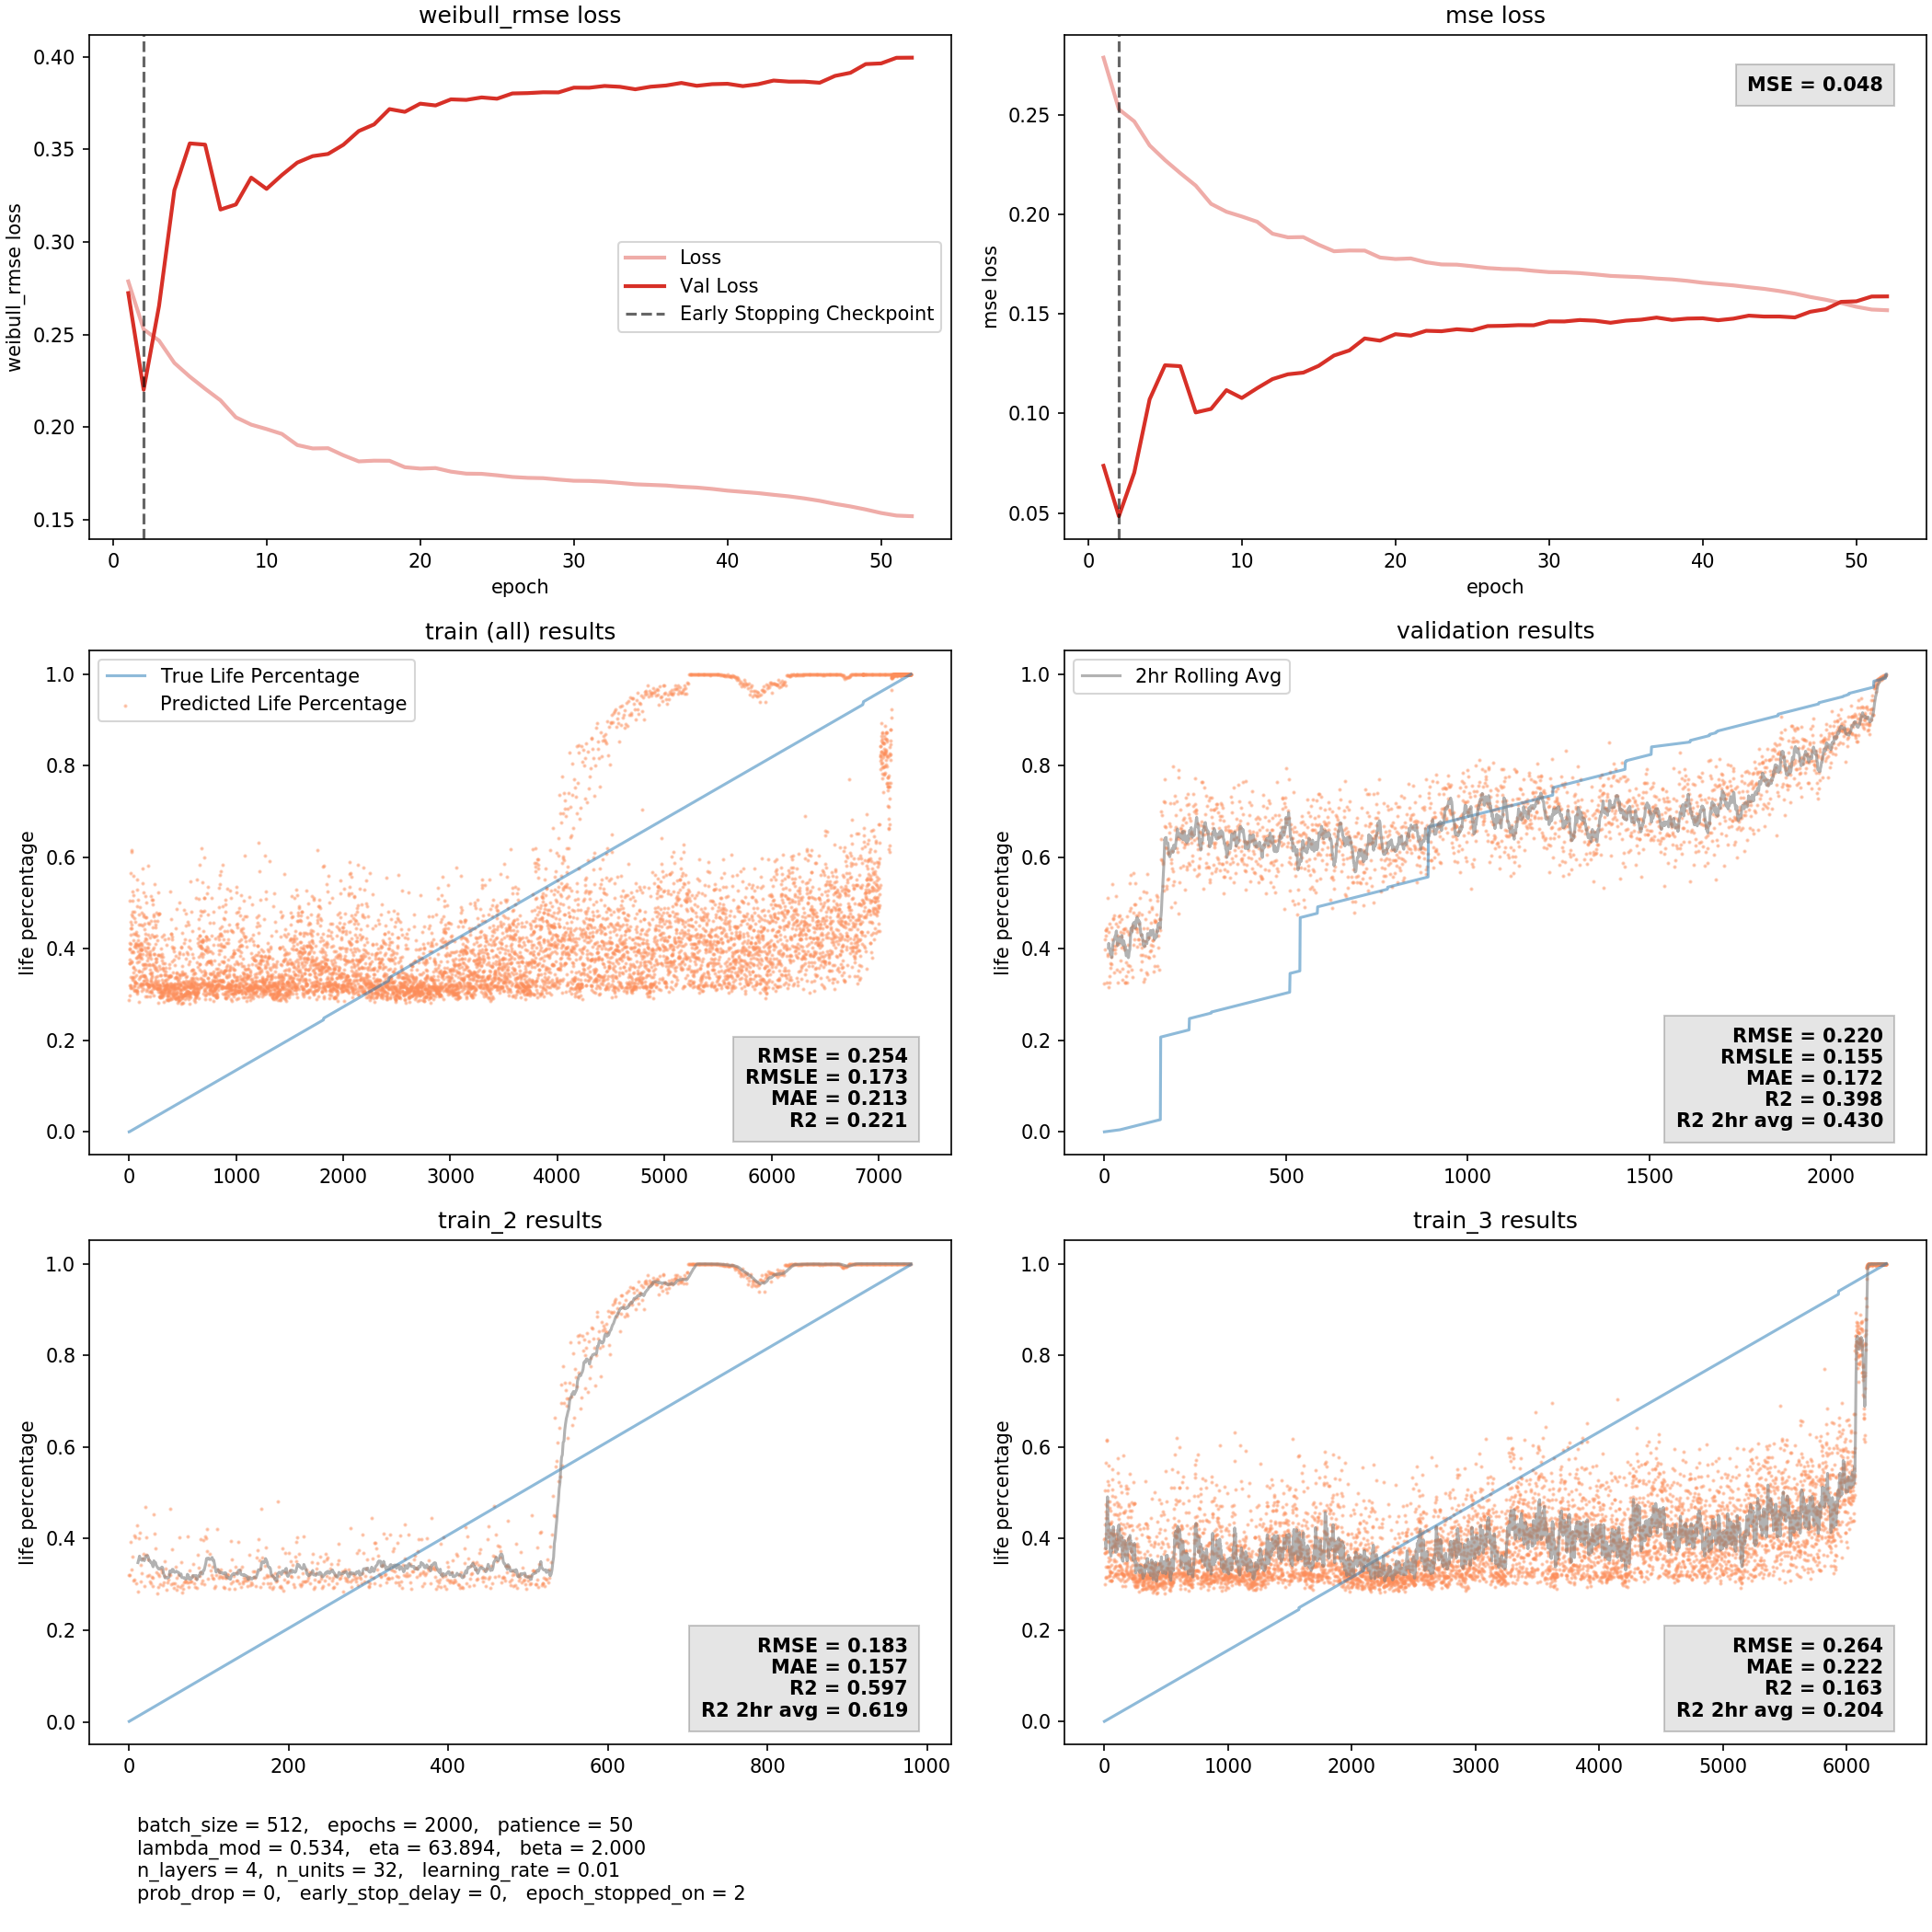 weibull_rmse loss
weibull_rmse loss
0.40
0.35
0.30
0.25
0.20
0.15
Loss
Val Loss
Early Stopping Checkpoint
0 10 20 30 40 50
epoch
mse loss
mse loss
0.25
0.20
0.15
0.10
0.05
MSE = 0.048
0 10 20 30 40 50
epoch
train (all) results
life percentage
1.0
0.8
0.6
0.4
0.2
0.0
True Life Percentage
Predicted Life Percentage
RMSE = 0.254
RMSLE = 0.173
MAE = 0.213
R2 = 0.221
0 1000 2000 3000 4000 5000 6000 7000
validation results
life percentage
1.0
0.8
0.6
0.4
0.2
0.0
2hr Rolling Avg
RMSE = 0.220
RMSLE = 0.155
MAE = 0.172
R2 = 0.398
R2 2hr avg = 0.430
0 500 1000 1500 2000
train_2 results
life percentage
1.0
0.8
0.6
0.4
0.2
0.0
RMSE = 0.183
MAE = 0.157
R2 = 0.597
R2 2hr avg = 0.619
0 200 400 600 800 1000
train_3 results
life percentage
1.0
0.8
0.6
0.4
0.2
0.0
RMSE = 0.264
MAE = 0.222
R2 = 0.163
R2 2hr avg = 0.204
0 1000 2000 3000 4000 5000 6000
batch_size = 512, epochs = 2000, patience = 50
lambda_mod = 0.534, eta = 63.894, beta = 2.000
n_layers = 4, n_units = 32, learning_rate = 0.01
prob_drop = 0, early_stop_delay = 0, epoch_stopped_on = 2